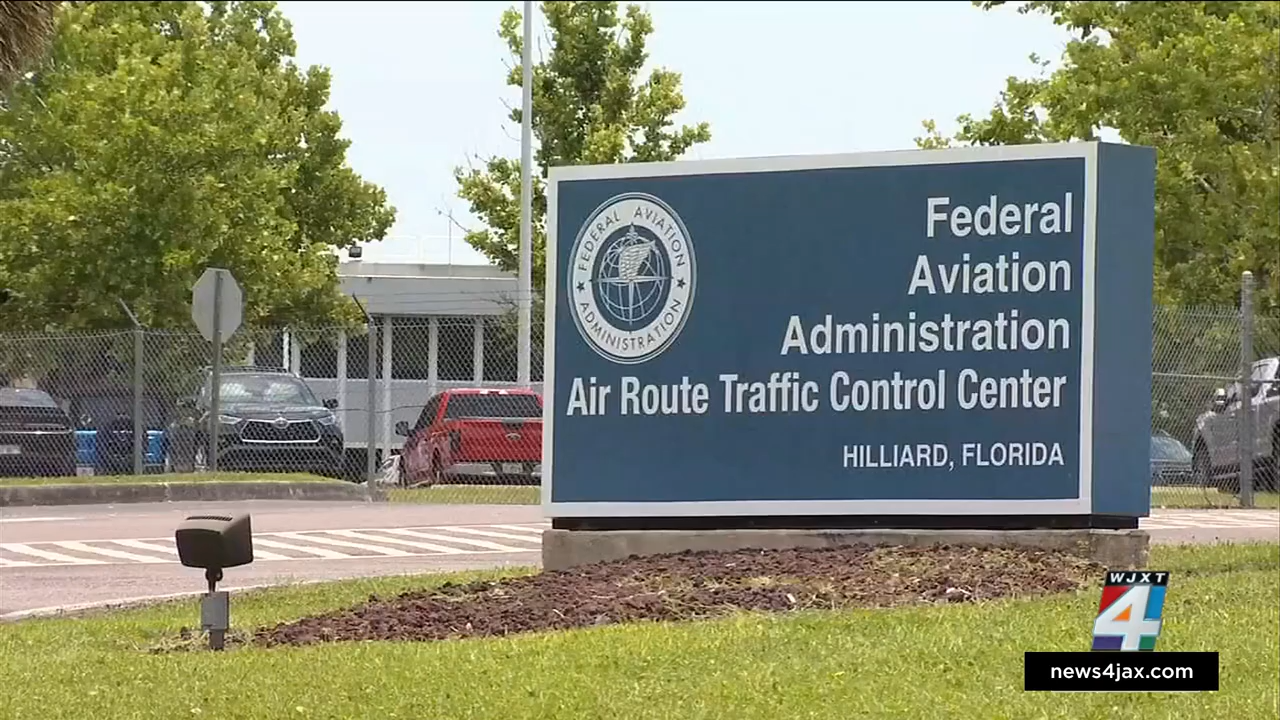 FEDERAL AVIATION
ADMINISTRATION
Federal
Aviation
Administration
Air Route Traffic Control Center
HILLIARD, FLORIDA
WJXT
4
news4jax.com